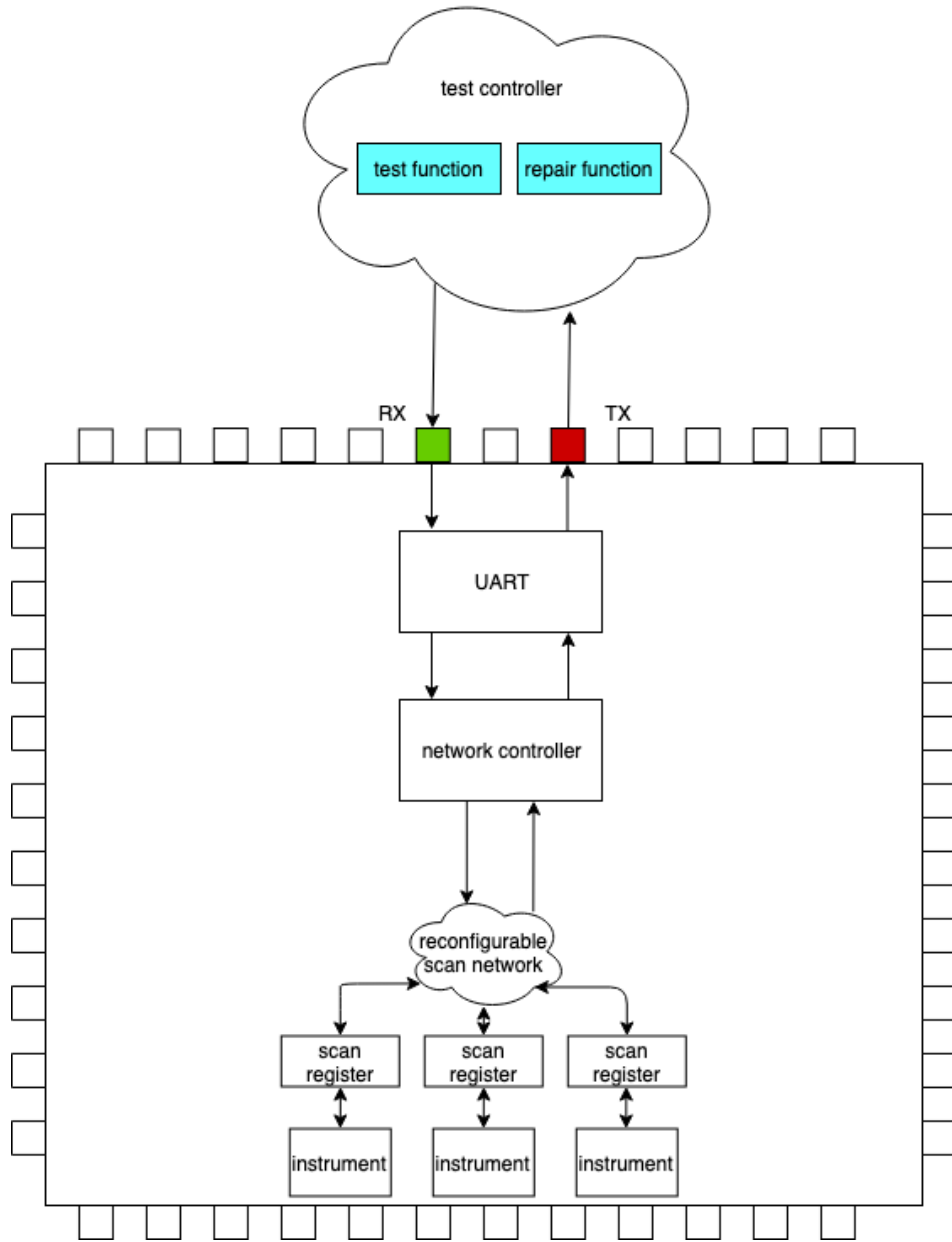 test controller
test function
repair function
RX
TX
UART
network controller
reconfigurable
scan network
scan
register
scan
register
scan
register
instrument
instrument
instrument